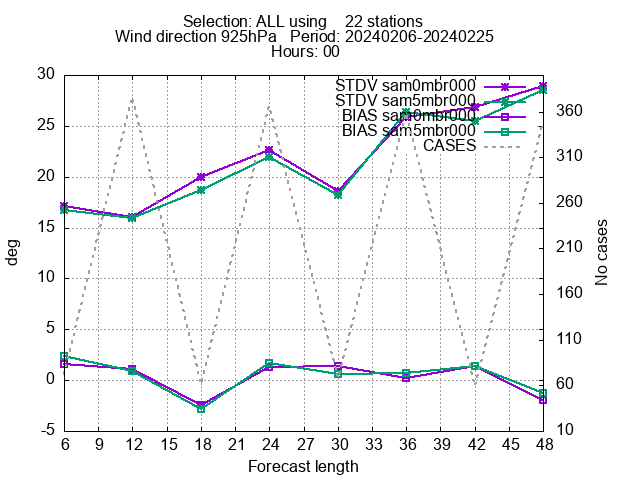 Selection: ALL using    22 stations
Wind direction 925hPa   Period: 20240206-20240225
Hours: 00
STDV sam0mbr000
STDV sam5mbr000
BIAS sam0mbr000
BIAS sam5mbr000
CASES
30
25
20
15
10
5
0
-5
deg
360
310
260
210
160
110
60
10
No cases
6 9 12 15 18 21 24 27 30 33 36 39 42 45 48
Forecast length